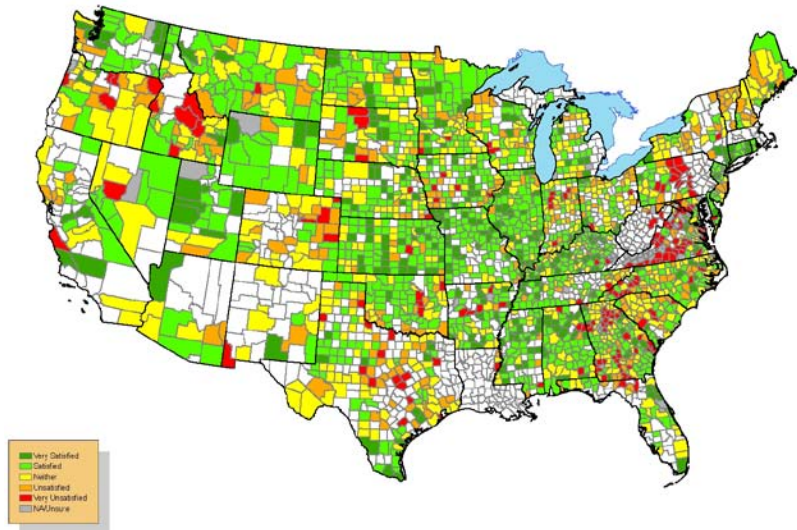 Very Satisfied
Satisfied
Neither
Unsatisfied
Very Unsatisfied
NA/Unsure